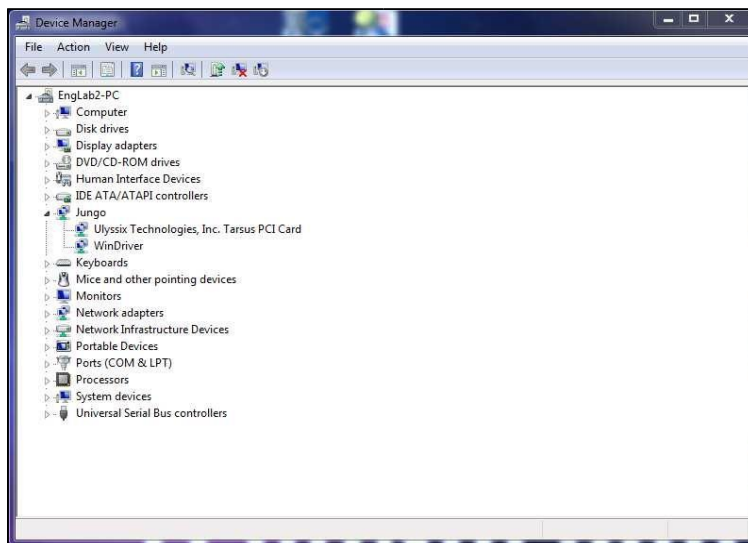 Device Manager
File Action View Help
EngLab2-PC
Computer
Disk drives
Display adapters
DVD/CD-ROM drives
Human Interface Devices
IDE ATA/ATAPI controllers
Jungo
Ulyssix Technologies, Inc. Tarsus PCI Card
WinDriver
Keyboards
Mice and other pointing devices
Monitors
Network adapters
Network Infrastructure Devices
Portable Devices
Ports (COM & LPT)
Processors
System devices
Universal Serial Bus controllers